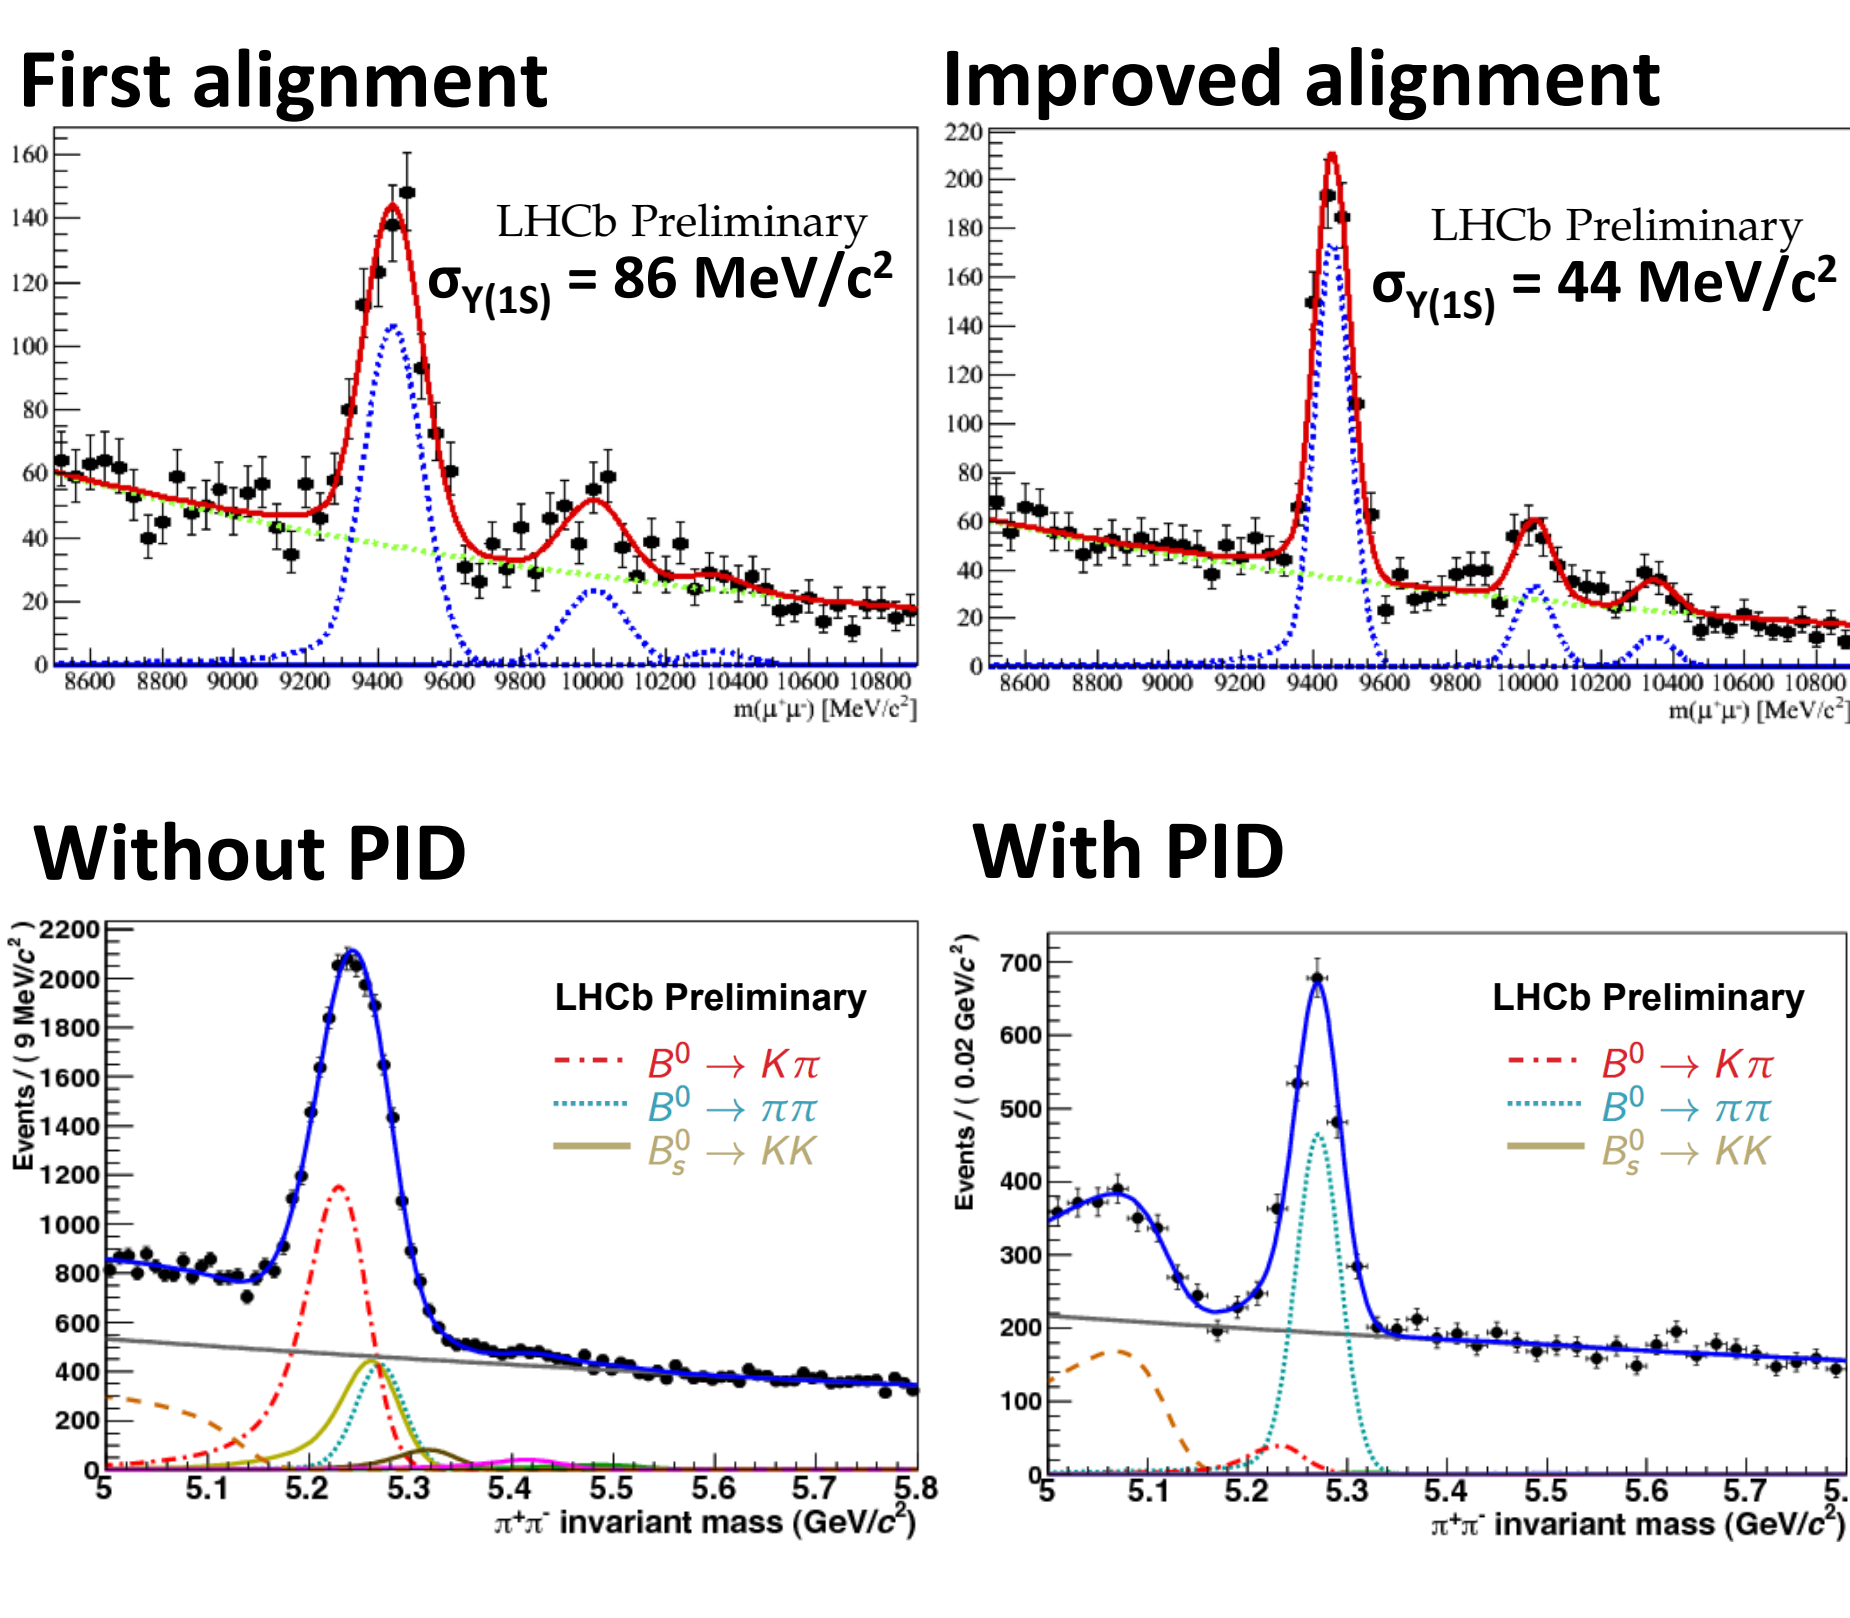 First alignment
160
140
120
100
80
60
40
20
0
LHCb Preliminary
σΥ(1S) = 86 MeV/c²
8600 8800 9000 9200 9400 9600 9800 10000 10200 10400 10600 10800
m(μ⁺μ⁻) [MeV/c²]
Improved alignment
220
200
180
160
140
120
100
80
60
40
20
0
LHCb Preliminary
σΥ(1S) = 44 MeV/c²
8600 8800 9000 9200 9400 9600 9800 10000 10200 10400 10600 10800
m(μ⁺μ⁻) [MeV/c²]
Without PID
Events / ( 9 MeV/c² )
2200
2000
1800
1600
1400
1200
1000
800
600
400
200
0
LHCb Preliminary
B⁰ → Kπ
B⁰ → ππ
B⁰s → KK
5 5.1 5.2 5.3 5.4 5.5 5.6 5.7 5.8
π⁺π⁻ invariant mass (GeV/c²)
With PID
Events / ( 0.02 GeV/c² )
700
600
500
400
300
200
100
0
LHCb Preliminary
B⁰ → Kπ
B⁰ → ππ
B⁰s → KK
5 5.1 5.2 5.3 5.4 5.5 5.6 5.7 5.
π⁺π⁻ invariant mass (GeV/c²)